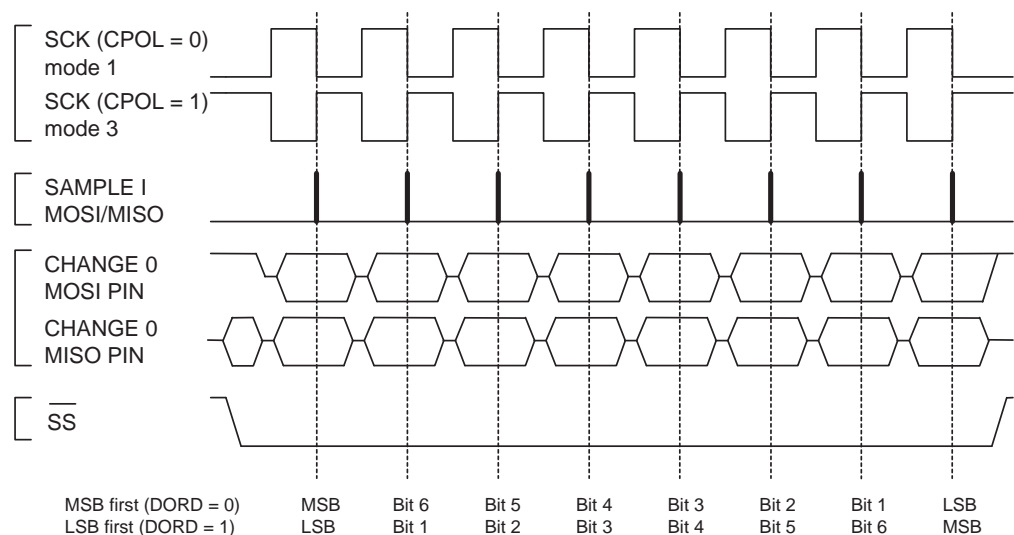 SCK (CPOL = 0)
mode 1
SCK (CPOL = 1)
mode 3
SAMPLE I
MOSI/MISO
CHANGE 0
MOSI PIN
CHANGE 0
MISO PIN
SS
MSB first (DORD = 0) MSB Bit 6 Bit 5 Bit 4 Bit 3 Bit 2 Bit 1 LSB
LSB first (DORD = 1) LSB Bit 1 Bit 2 Bit 3 Bit 4 Bit 5 Bit 6 MSB